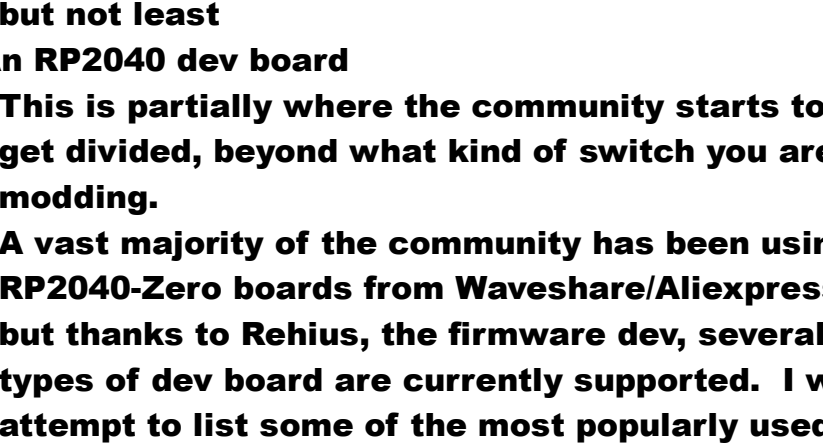 but not least
n RP2040 dev board
This is partially where the community starts to
get divided, beyond what kind of switch you are
modding.
A vast majority of the community has been usin
RP2040-Zero boards from Waveshare/Aliexpress
but thanks to Rehius, the firmware dev, several
types of dev board are currently supported.  I w
attempt to list some of the most popularly used